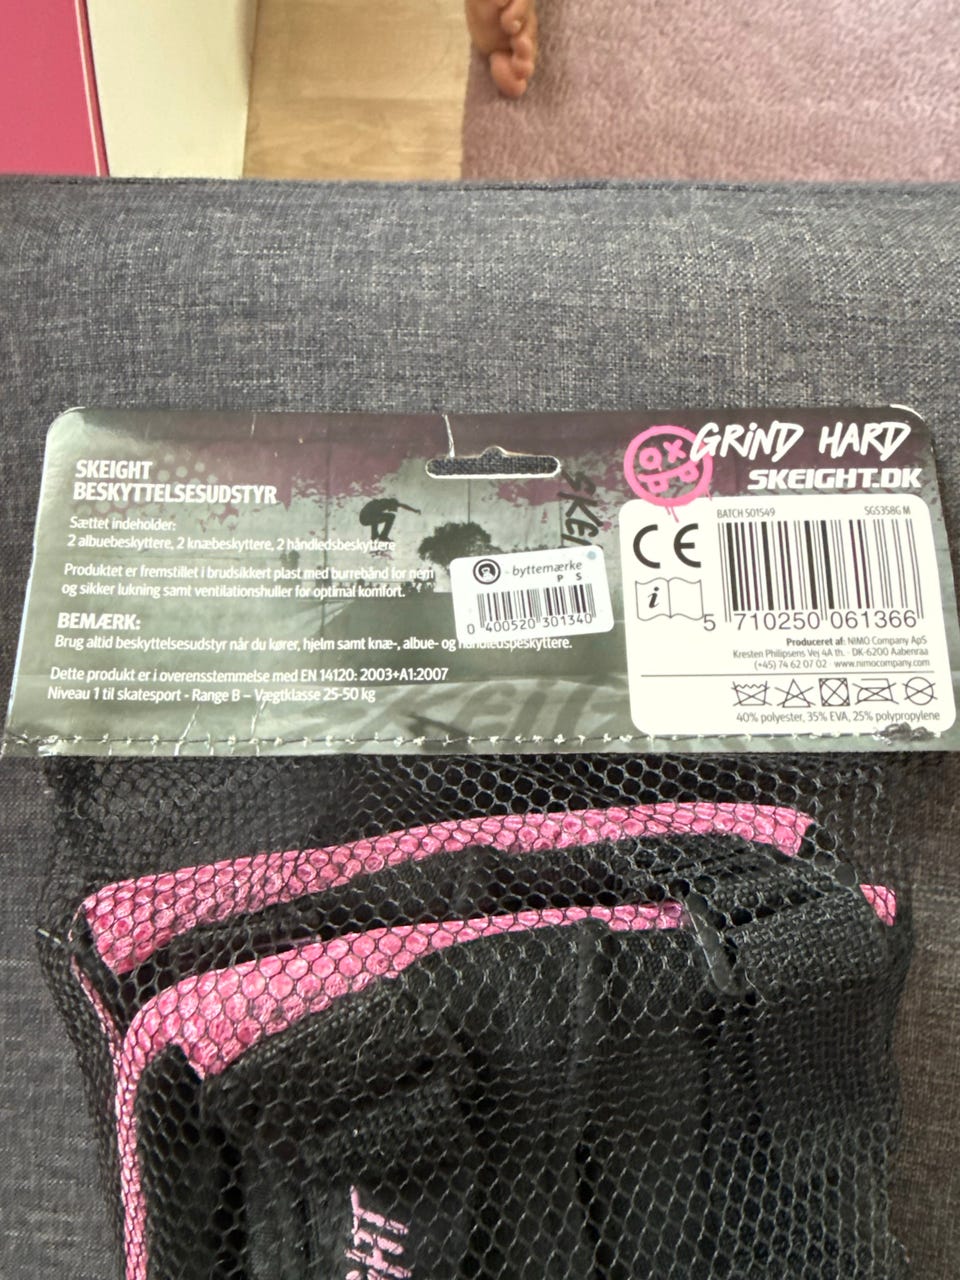 SKEIGHT
BESKYTTELSESUDSTYR
Sættet indeholder:
2 albuebeskyttere, 2 knæbeskyttere, 2 håndledsbeskyttere
Produktet er fremstillet i brudsikkert plast med burrebånd for nem
og sikker lukning samt ventilationshuller for optimal komfort.
BEMÆRK:
Brug altid beskyttelsesudstyr når du kører, hjelm samt knæ-, albue- og håndledsbeskyttere.
Dette produkt er i overensstemmelse med EN 14120: 2003+A1:2007
Niveau 1 til skatesport - Range B – Vægtklasse 25-50 kg
SKEI
- byttemærke
P S
0 400520 301340
GRIND HARD
SKEIGHT.DK
BATCH 501549 SGS358G M
CE
i
5 710250 061366
Produceret af: NIMO Company ApS
Kresten Philipsens Vej 4A th. · DK-6200 Aabenraa
(+45) 74 62 07 02 www.nimocompany.com
40% polyester, 35% EVA, 25% polypropylene